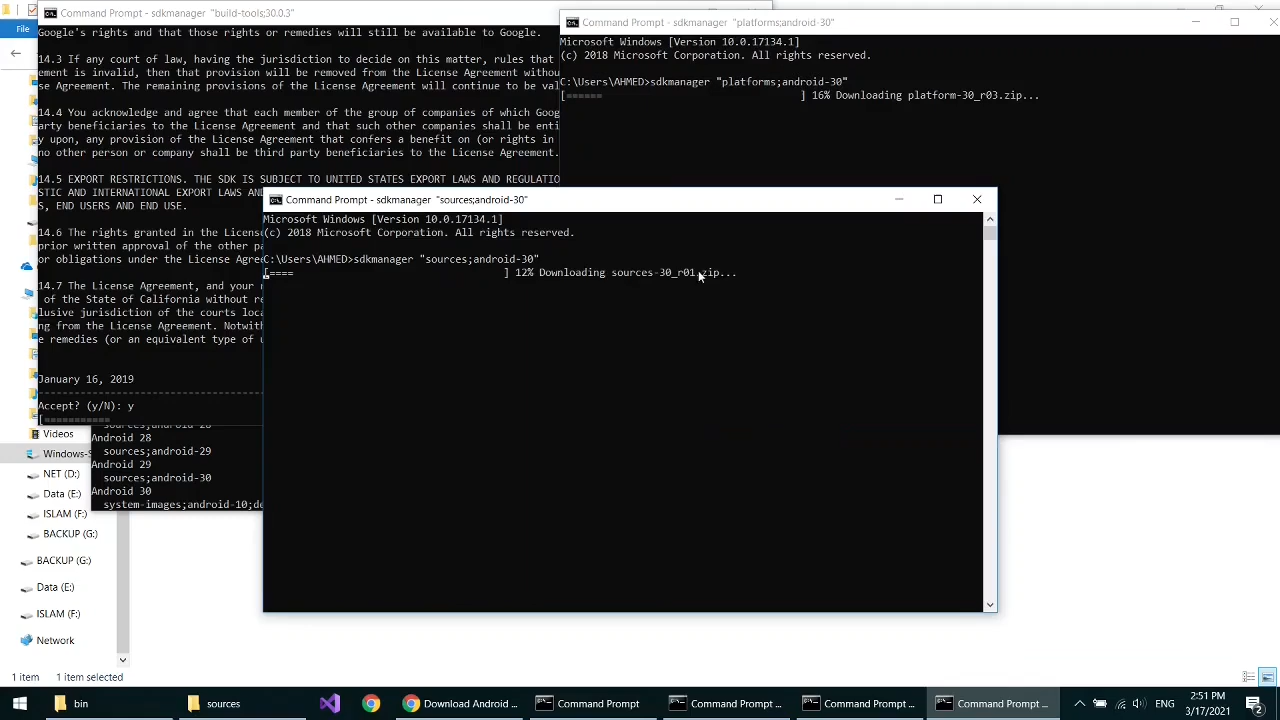 Command Prompt - sdkmanager "build-tools;30.0.3"
File
Google's rights and that those rights or remedies will still be available to Google.
14.3 If any court of law, having the jurisdiction to decide on this matter, rules that
ement is invalid, then that provision will be removed from the License Agreement withou
se Agreement. The remaining provisions of the License Agreement will continue to be val
14.4 You acknowledge and agree that each member of the group of companies of which Goog
arty beneficiaries to the License Agreement and that such other companies shall be enti
y upon, any provision of the License Agreement that confers a benefit on (or rights in
no other person or company shall be third party beneficiaries to the License Agreement.
14.5 EXPORT RESTRICTIONS. THE SDK IS SUBJECT TO UNITED STATES EXPORT LAWS AND REGULATIO
STIC AND INTERNATIONAL EXPORT LAWS AND
S, END USERS AND END USE.
14.6 The rights granted in the Licens
prior written approval of the other pa
or obligations under the License Agre
14.7 The License Agreement, and your r
of the State of California without re
lusive jurisdiction of the courts loca
ng from the License Agreement. Notwith
e remedies (or an equivalent type of u
January 16, 2019
---------------------------------------
Accept? (y/N): y
[===========
Command Prompt - sdkmanager "platforms;android-30"
Microsoft Windows [Version 10.0.17134.1]
(c) 2018 Microsoft Corporation. All rights reserved.
C:\Users\AHMED>sdkmanager "platforms;android-30"
[====== ] 16% Downloading platform-30_r03.zip...
Command Prompt - sdkmanager "sources;android-30"
Microsoft Windows [Version 10.0.17134.1]
(c) 2018 Microsoft Corporation. All rights reserved.
C:\Users\AHMED>sdkmanager "sources;android-30"
[==== ] 12% Downloading sources-30_r01.zip...
sources;android-28
Android 28
sources;android-29
Android 29
sources;android-30
Android 30
system-images;android-10;de
Videos
Windows-S
NET (D:)
Data (E:)
ISLAM (F:)
BACKUP (G:)
BACKUP (G:)
Data (E:)
ISLAM (F:)
Network
1 item 1 item selected
bin
sources
Download Android ...
Command Prompt
Command Prompt ...
Command Prompt ...
Command Prompt ...
ENG
2:51 PM
3/17/2021
2